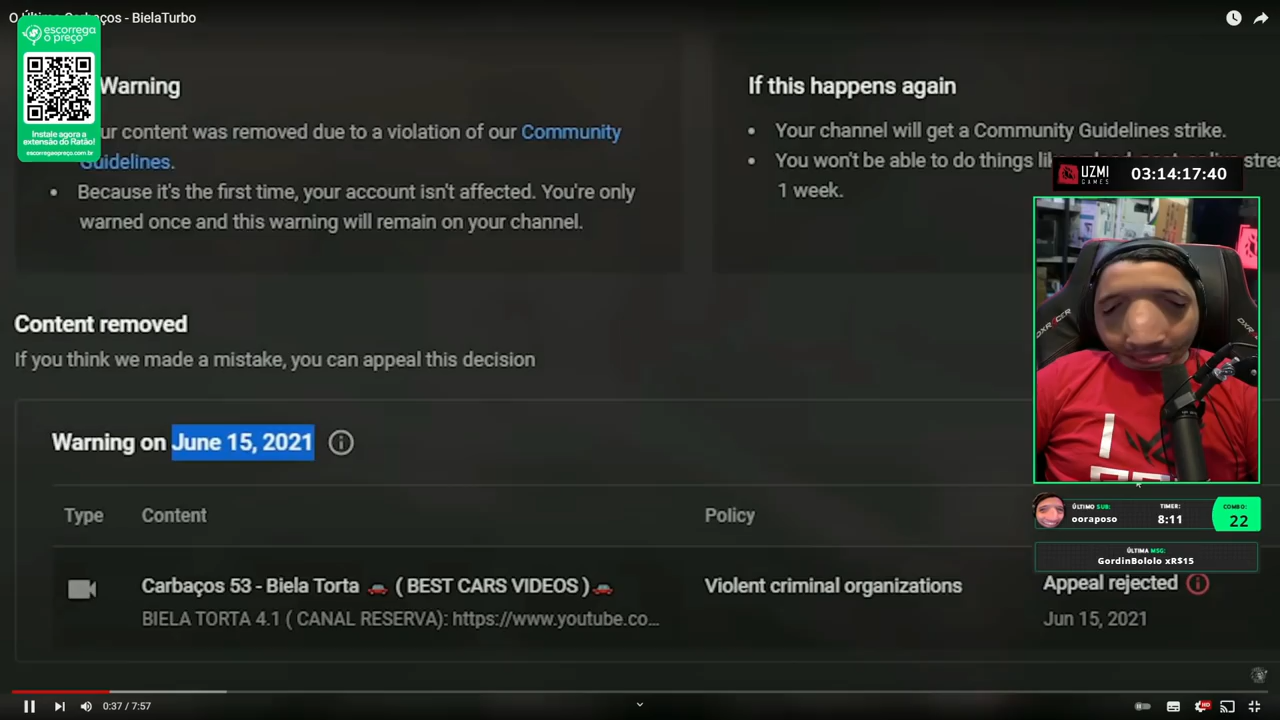 O Último Carbaços - BielaTurbo
escorrega
o preço
Instale agora a
extensão do Ratão!
escorregaopreco.com.br
Warning
ur content was removed due to a violation of our Community
Guidelines.
Because it's the first time, your account isn't affected. You're only
warned once and this warning will remain on your channel.
If this happens again
Your channel will get a Community Guidelines strike.
You won't be able to do things like
1 week.
UZMI
GAMES
03:14:17:40
Content removed
If you think we made a mistake, you can appeal this decision
Warning on June 15, 2021
Type Content Policy
Carbaços 53 - Biela Torta 🚗 ( BEST CARS VIDEOS )🚗
Violent criminal organizations
Appeal rejected
BIELA TORTA 4.1 ( CANAL RESERVA): https://www.youtube.co...
Jun 15, 2021
DXRACER
I
ÚLTIMO SUB:
ooraposo
TIMER:
8:11
COMBO:
22
ÚLTIMA MSG:
GordinBololo xR$15
0:37 / 7:57
HD